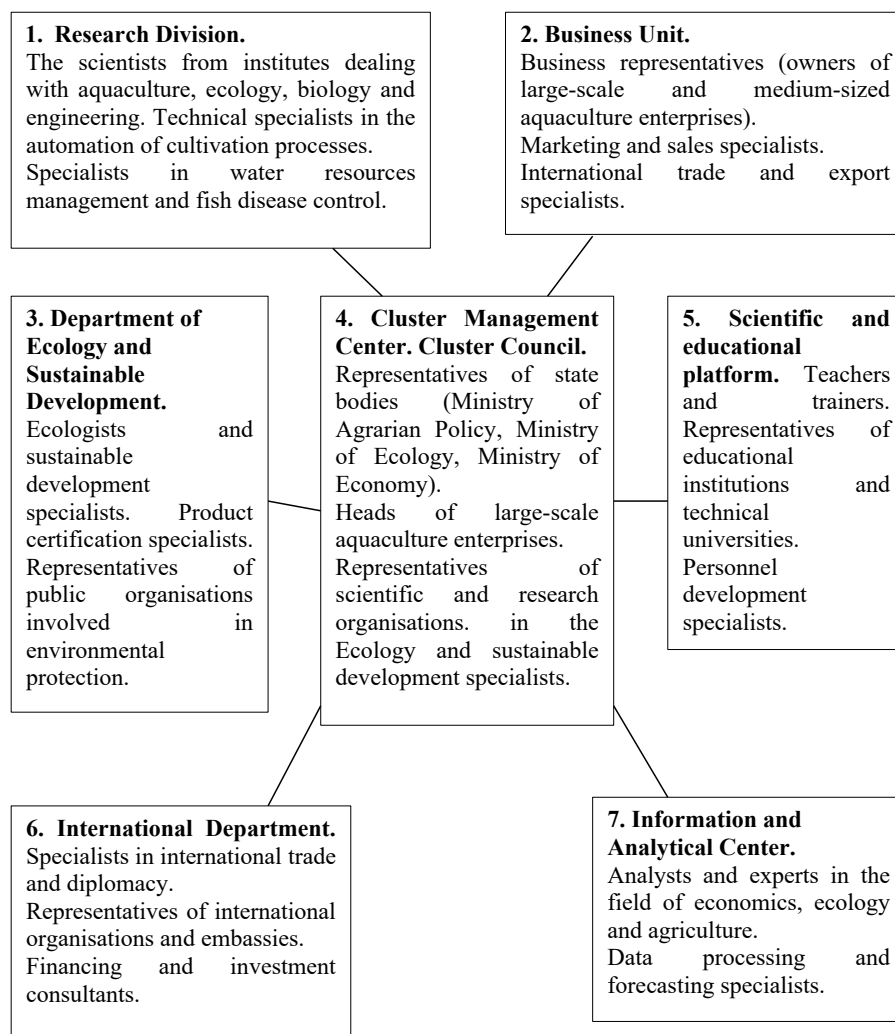 1. Research Division.
The scientists from institutes dealing
with aquaculture, ecology, biology and
engineering. Technical specialists in the
automation of cultivation processes.
Specialists in water resources
management and fish disease control.
2. Business Unit.
Business representatives (owners of
large-scale and medium-sized
aquaculture enterprises).
Marketing and sales specialists.
International trade and export
specialists.
3. Department of
Ecology and
Sustainable
Development.
Ecologists and
sustainable
development
specialists. Product
certification specialists.
Representatives of
public organisations
involved in
environmental
protection.
4. Cluster Management
Center. Cluster Council.
Representatives of state
bodies (Ministry of
Agrarian Policy, Ministry
of Ecology, Ministry of
Economy).
Heads of large-scale
aquaculture enterprises.
Representatives of
scientific and research
organisations. in the
Ecology and sustainable
development specialists.
5. Scientific and
educational
platform. Teachers
and trainers.
Representatives of
educational
institutions and
technical
universities.
Personnel
development
specialists.
6. International Department.
Specialists in international trade
and diplomacy.
Representatives of international
organisations and embassies.
Financing and investment
consultants.
7. Information and
Analytical Center.
Analysts and experts in the
field of economics, ecology
and agriculture.
Data processing and
forecasting specialists.